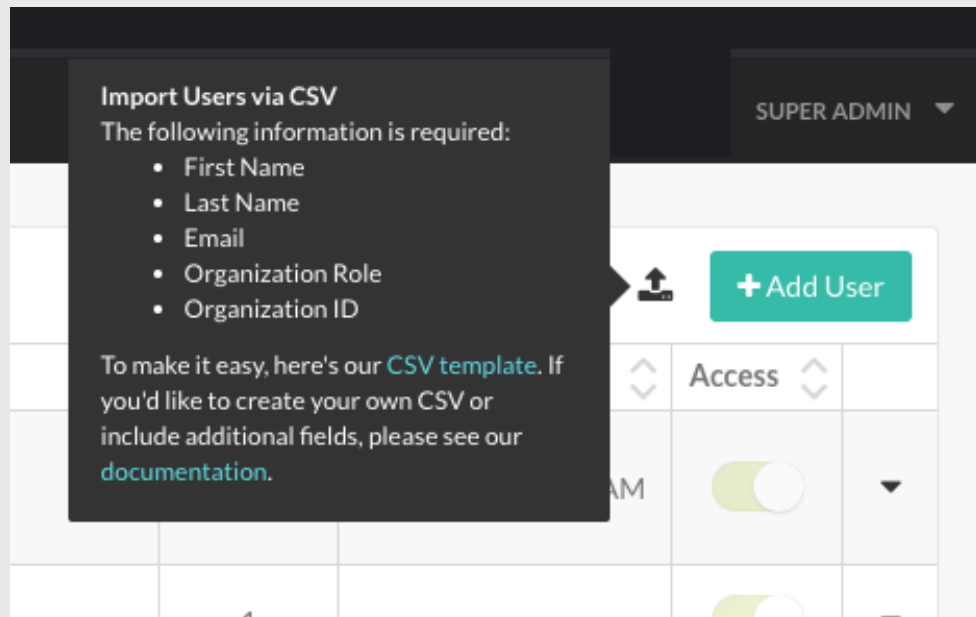 Import Users via CSV
The following information is required:
• First Name
• Last Name
• Email
• Organization Role
• Organization ID
To make it easy, here's our CSV template. If
you'd like to create your own CSV or
include additional fields, please see our
documentation.
SUPER ADMIN
+ Add User
Access
AM